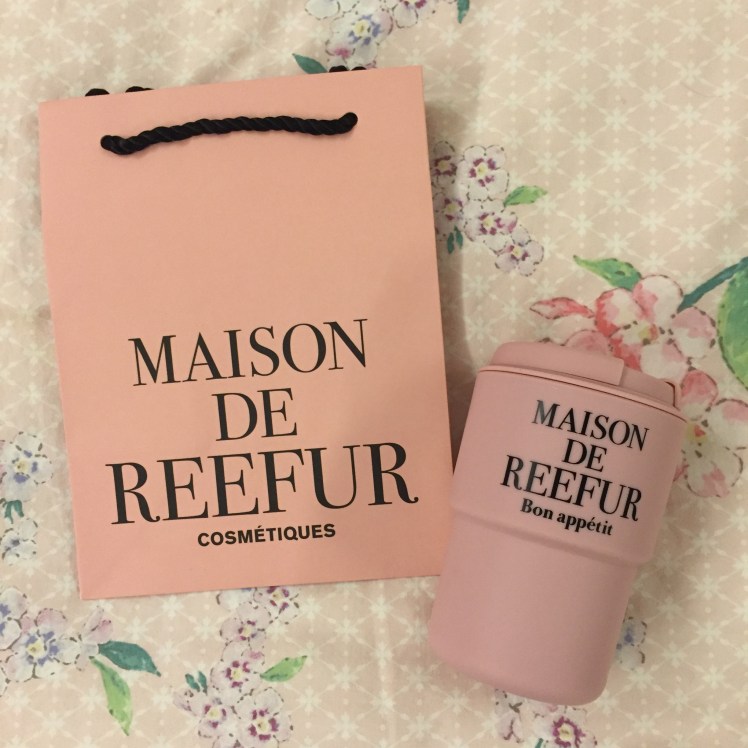 MAISON
DE
REEFUR
COSMÉTIQUES
MAISON
DE
REEFUR
Bon appétit